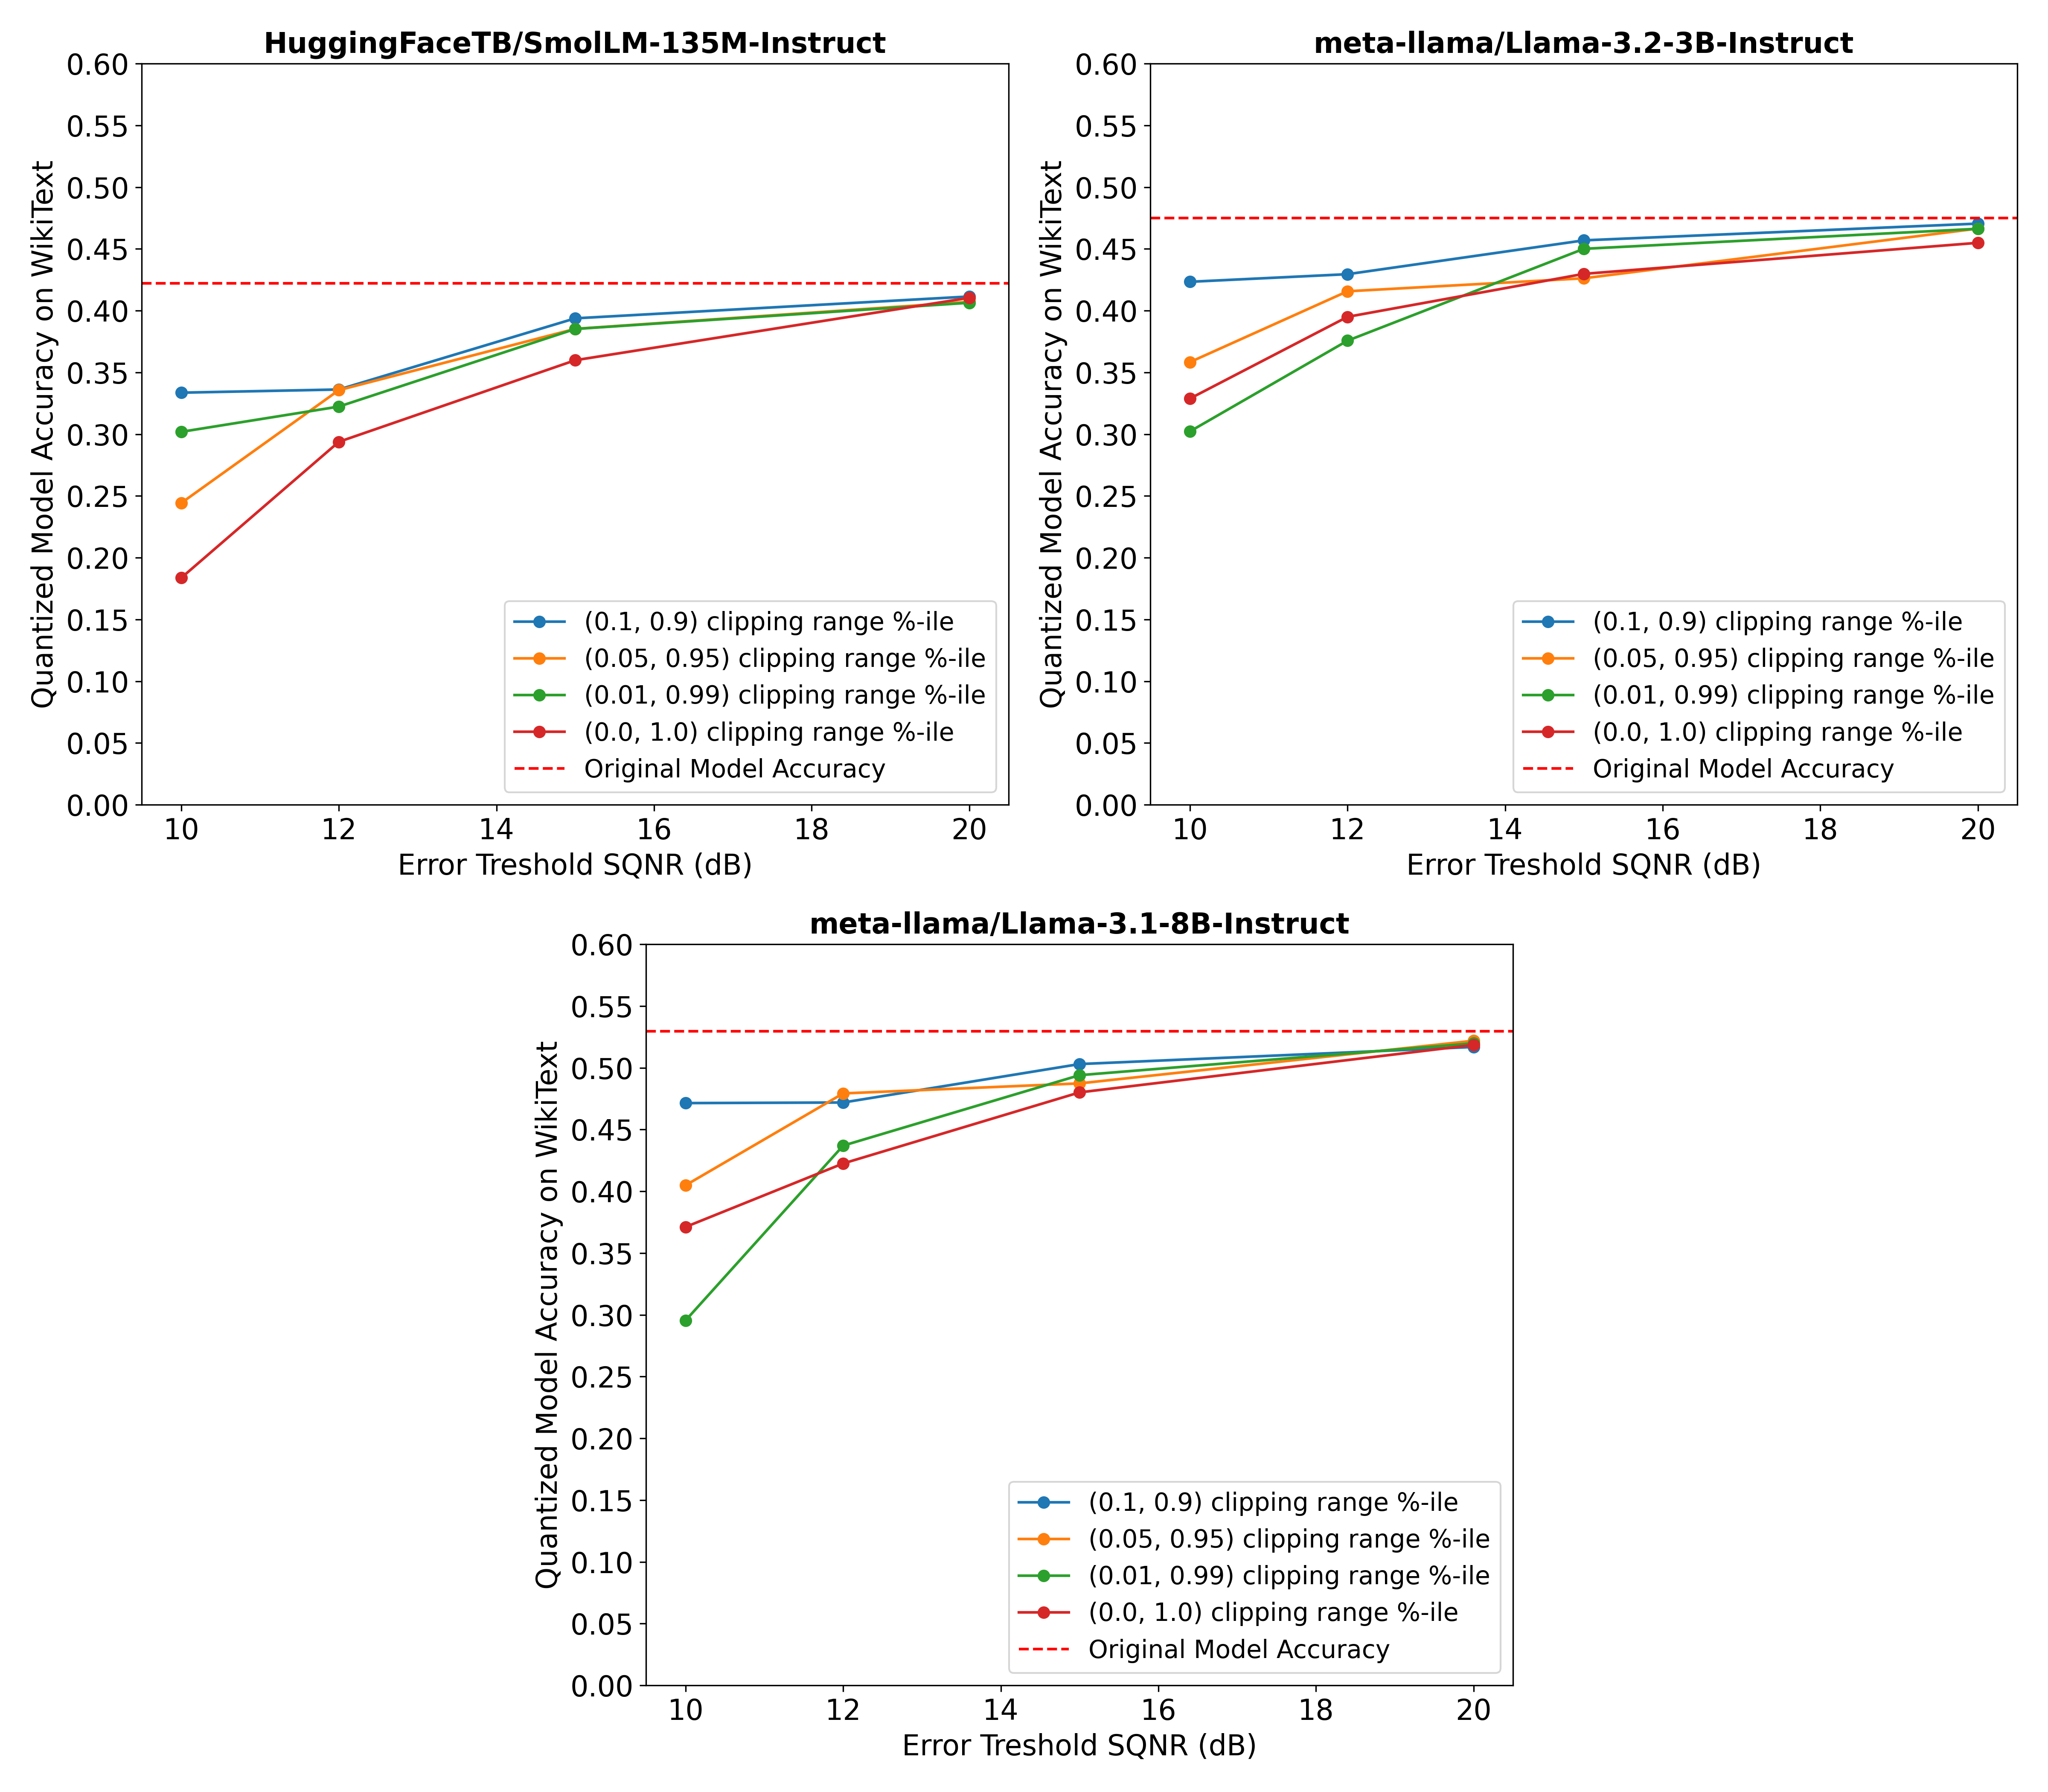 HuggingFaceTB/SmolLM-135M-Instruct
0.60
0.55
0.50
0.45
0.40
0.35
0.30
0.25
0.20
0.15
0.10
0.05
0.00
Quantized Model Accuracy on WikiText
(0.1, 0.9) clipping range %-ile
(0.05, 0.95) clipping range %-ile
(0.01, 0.99) clipping range %-ile
(0.0, 1.0) clipping range %-ile
Original Model Accuracy
10 12 14 16 18 20
Error Treshold SQNR (dB)
meta-llama/Llama-3.2-3B-Instruct
0.60
0.55
0.50
0.45
0.40
0.35
0.30
0.25
0.20
0.15
0.10
0.05
0.00
Quantized Model Accuracy on WikiText
(0.1, 0.9) clipping range %-ile
(0.05, 0.95) clipping range %-ile
(0.01, 0.99) clipping range %-ile
(0.0, 1.0) clipping range %-ile
Original Model Accuracy
10 12 14 16 18 20
Error Treshold SQNR (dB)
meta-llama/Llama-3.1-8B-Instruct
0.60
0.55
0.50
0.45
0.40
0.35
0.30
0.25
0.20
0.15
0.10
0.05
0.00
Quantized Model Accuracy on WikiText
(0.1, 0.9) clipping range %-ile
(0.05, 0.95) clipping range %-ile
(0.01, 0.99) clipping range %-ile
(0.0, 1.0) clipping range %-ile
Original Model Accuracy
10 12 14 16 18 20
Error Treshold SQNR (dB)